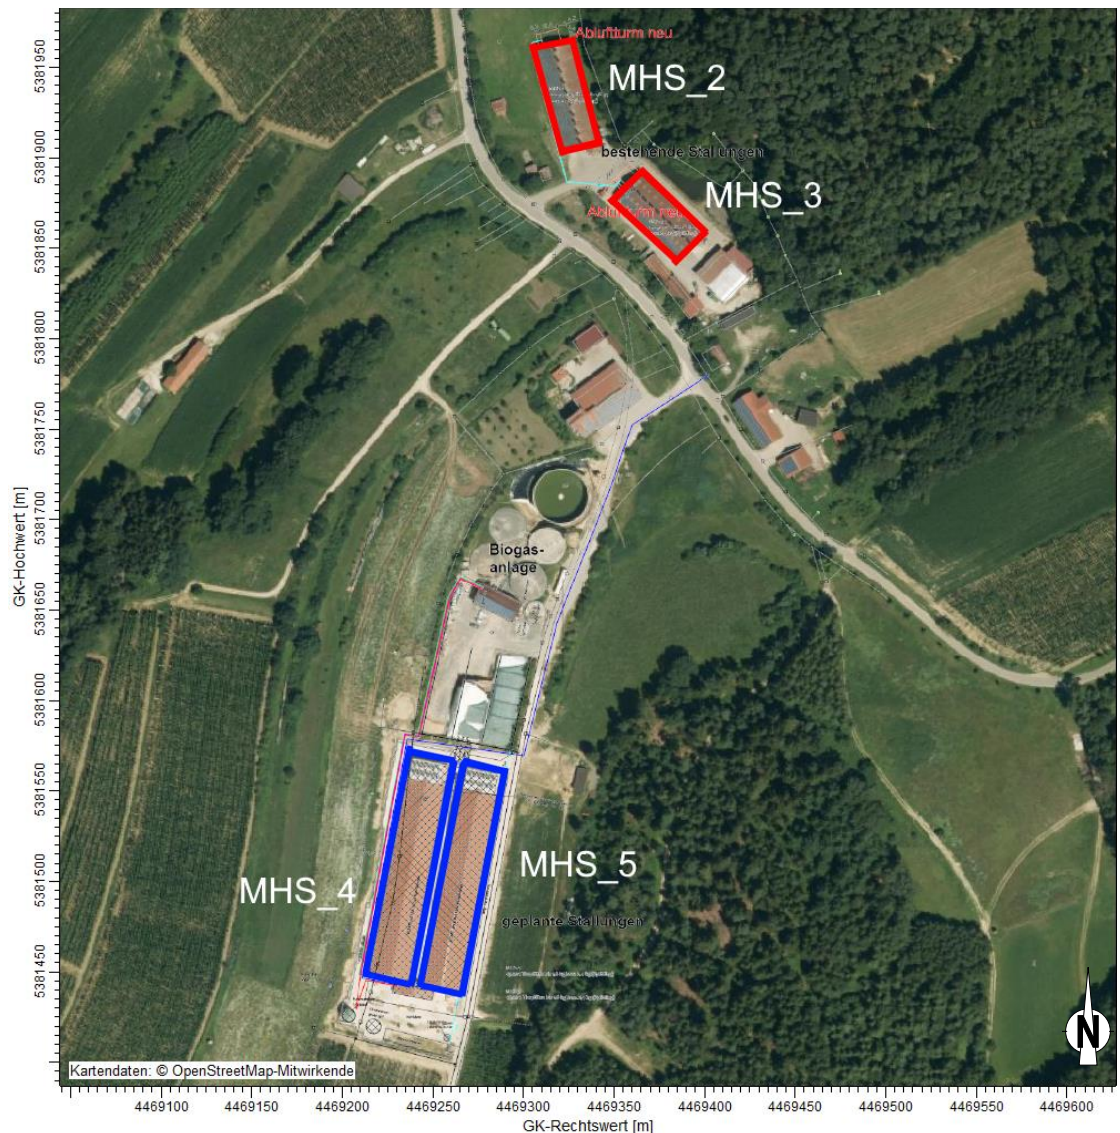 Abluftturm neu
MHS_2
bestehende Stallungen
MHS_3
Abluftturm neu
Biogas-
anlage
MHS_4
MHS_5
geplante Stallungen
N
Kartendaten: © OpenStreetMap-Mitwirkende
GK-Hochwert [m]
5381950
5381900
5381850
5381800
5381750
5381700
5381650
5381600
5381550
5381500
5381450
4469100
4469150
4469200
4469250
4469300
4469350
4469400
4469450
4469500
4469550
4469600
GK-Rechtswert [m]